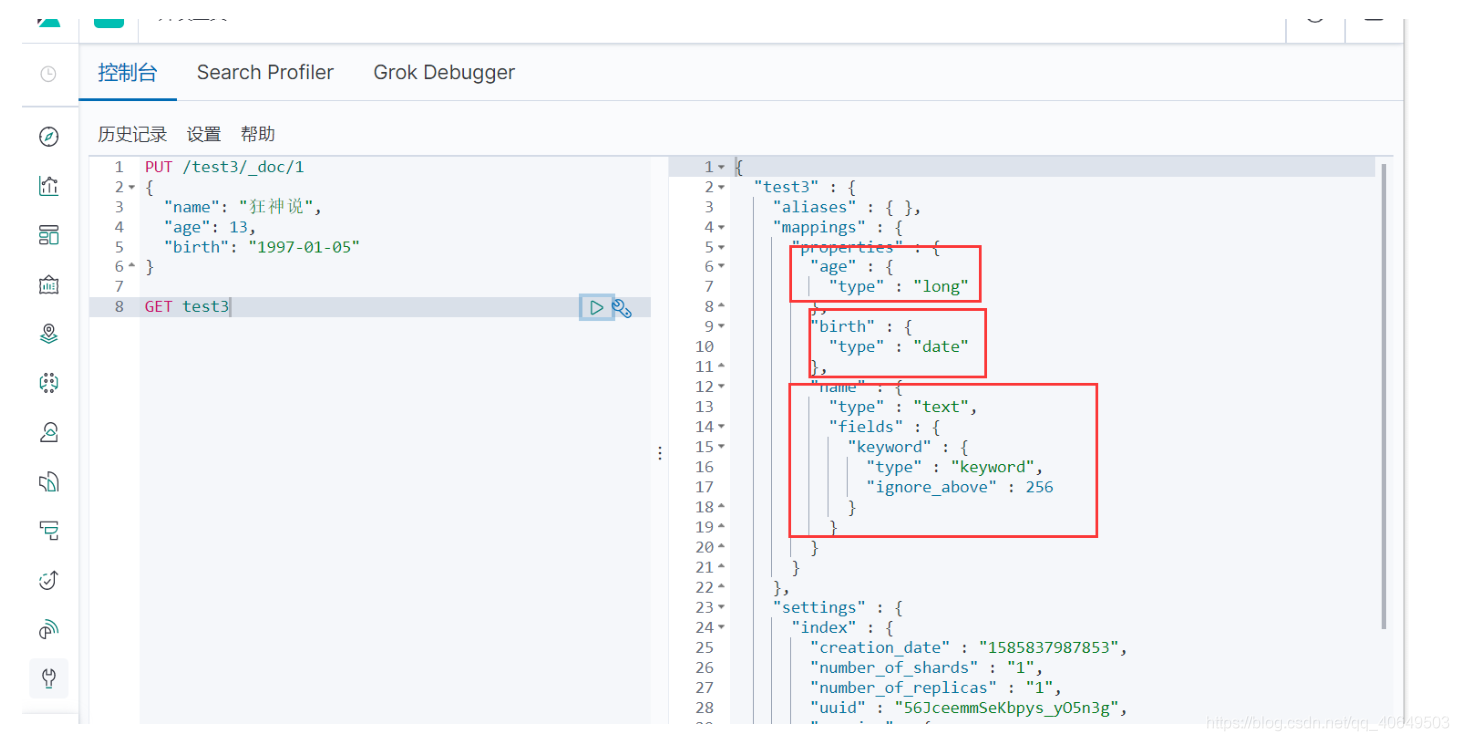 控制台 Search Profiler Grok Debugger
历史记录 设置 帮助
1 PUT /test3/_doc/1
2 {
3 "name": "狂神说",
4 "age": 13,
5 "birth": "1997-01-05"
6 }
7
8 GET test3
1 {
2 "test3" : {
3 "aliases" : { },
4 "mappings" : {
5 "properties" : {
6 "age" : {
7 "type" : "long"
8 },
9 "birth" : {
10 "type" : "date"
11 },
12 "name" : {
13 "type" : "text",
14 "fields" : {
15 "keyword" : {
16 "type" : "keyword",
17 "ignore_above" : 256
18 }
19 }
20 }
21 }
22 },
23 "settings" : {
24 "index" : {
25 "creation_date" : "1585837987853",
26 "number_of_shards" : "1",
27 "number_of_replicas" : "1",
28 "uuid" : "56JceemmSeKbpys_yO5n3g",
https://blog.csdn.net/qq_40649503